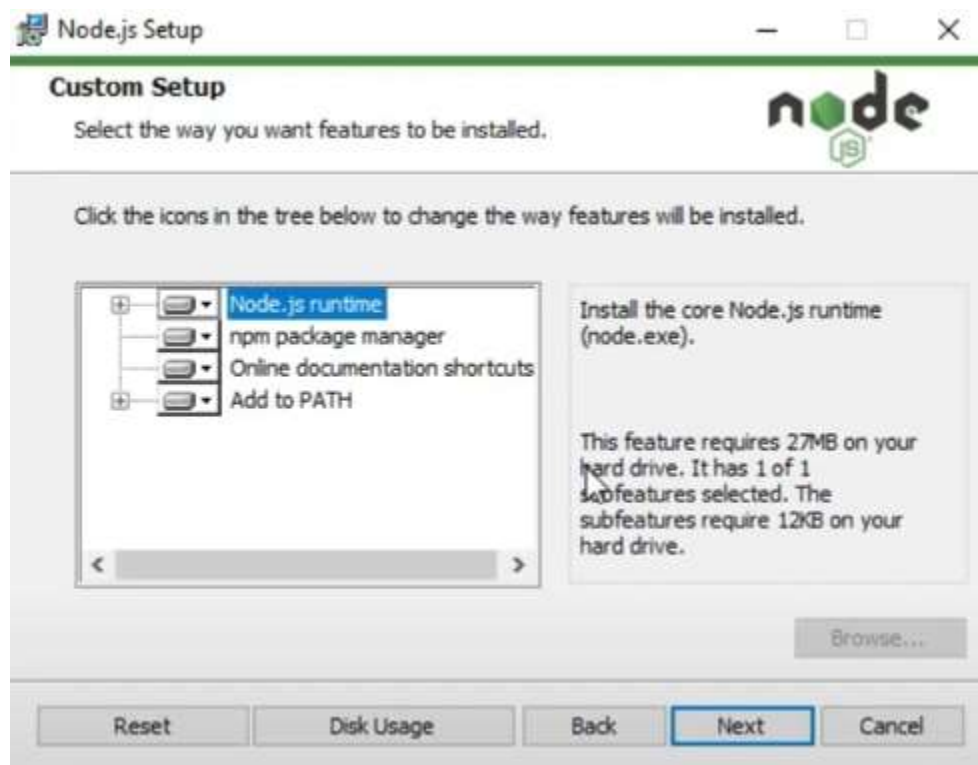 Node.js Setup
Custom Setup
Select the way you want features to be installed.
node
JS
Click the icons in the tree below to change the way features will be installed.
Node.js runtime
npm package manager
Online documentation shortcuts
Add to PATH
Install the core Node.js runtime
(node.exe).
This feature requires 27MB on your
hard drive. It has 1 of 1
subfeatures selected. The
subfeatures require 12KB on your
hard drive.
Browse...
Reset
Disk Usage
Back
Next
Cancel